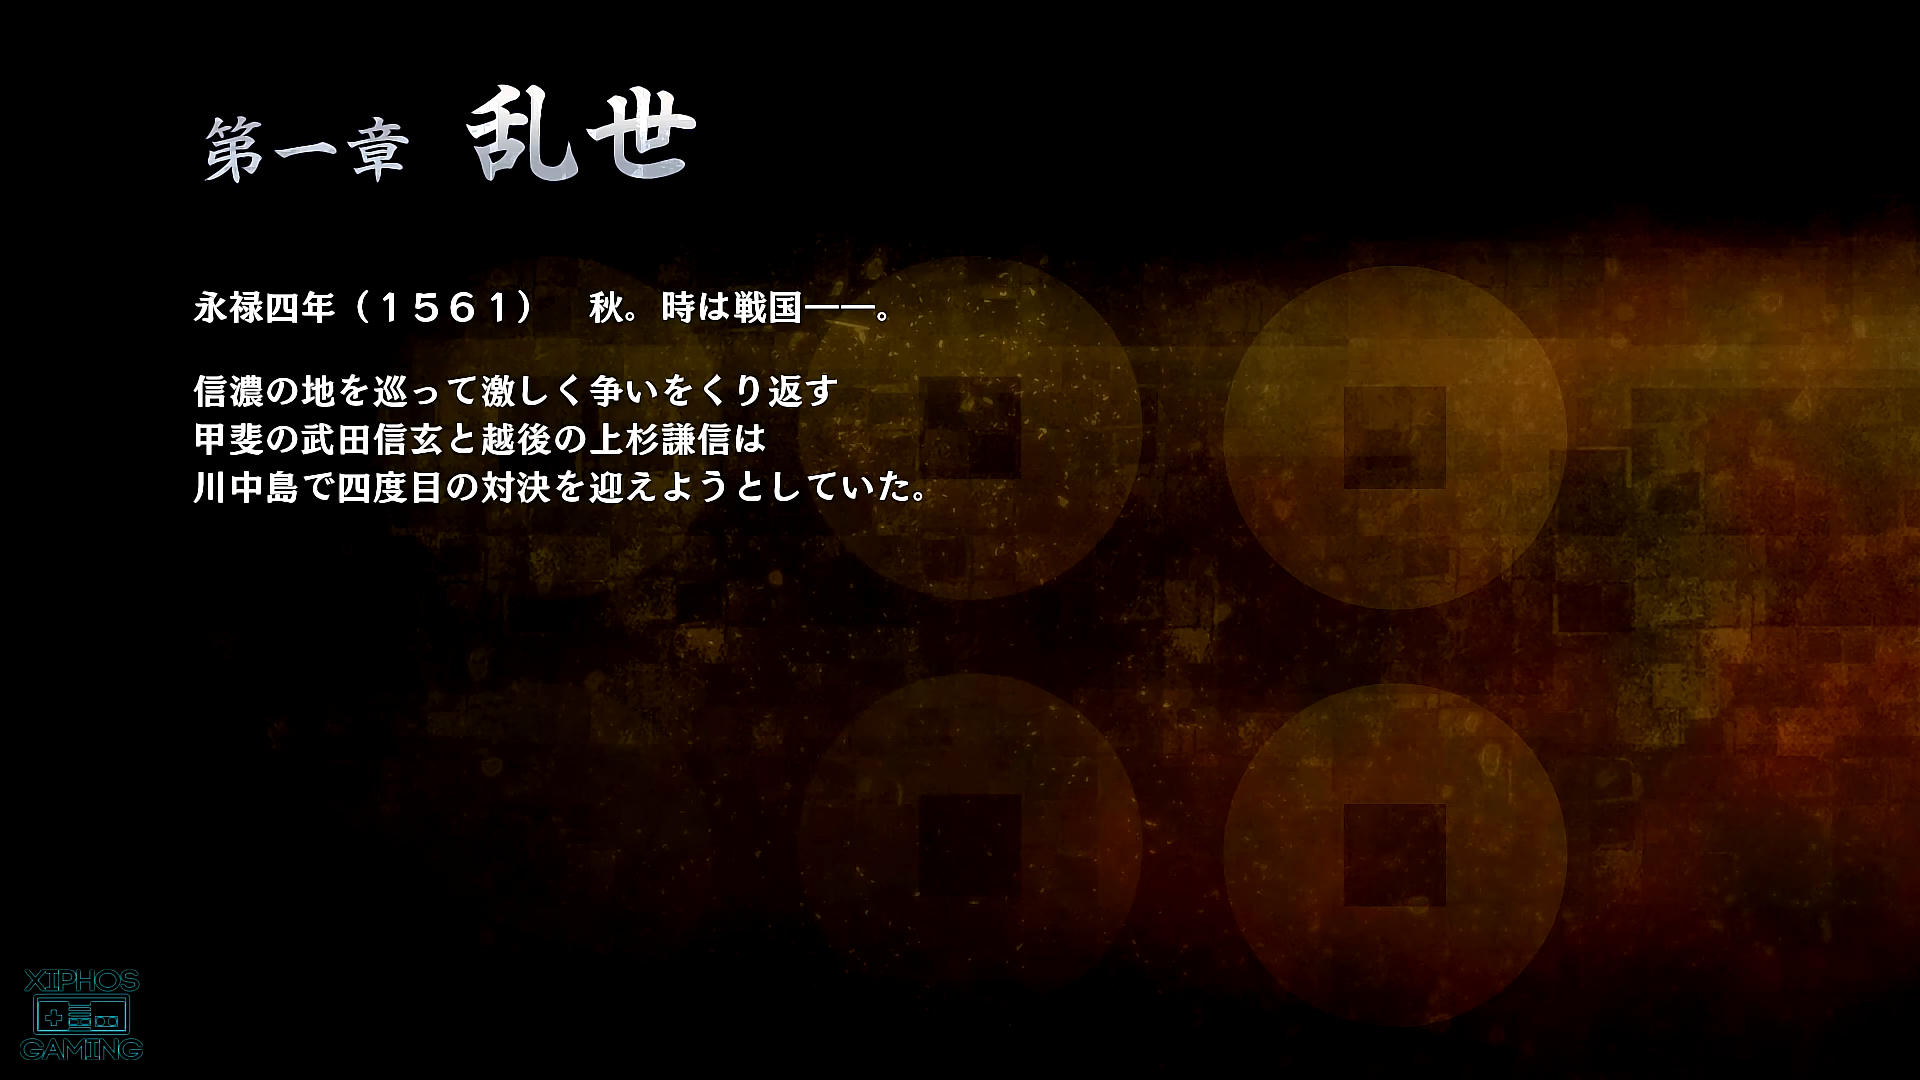 第一章 乱世
永禄四年（１５６１）　秋。時は戦国――。
信濃の地を巡って激しく争いをくり返す
甲斐の武田信玄と越後の上杉謙信は
川中島で四度目の対決を迎えようとしていた。
XIPHOS
GAMING